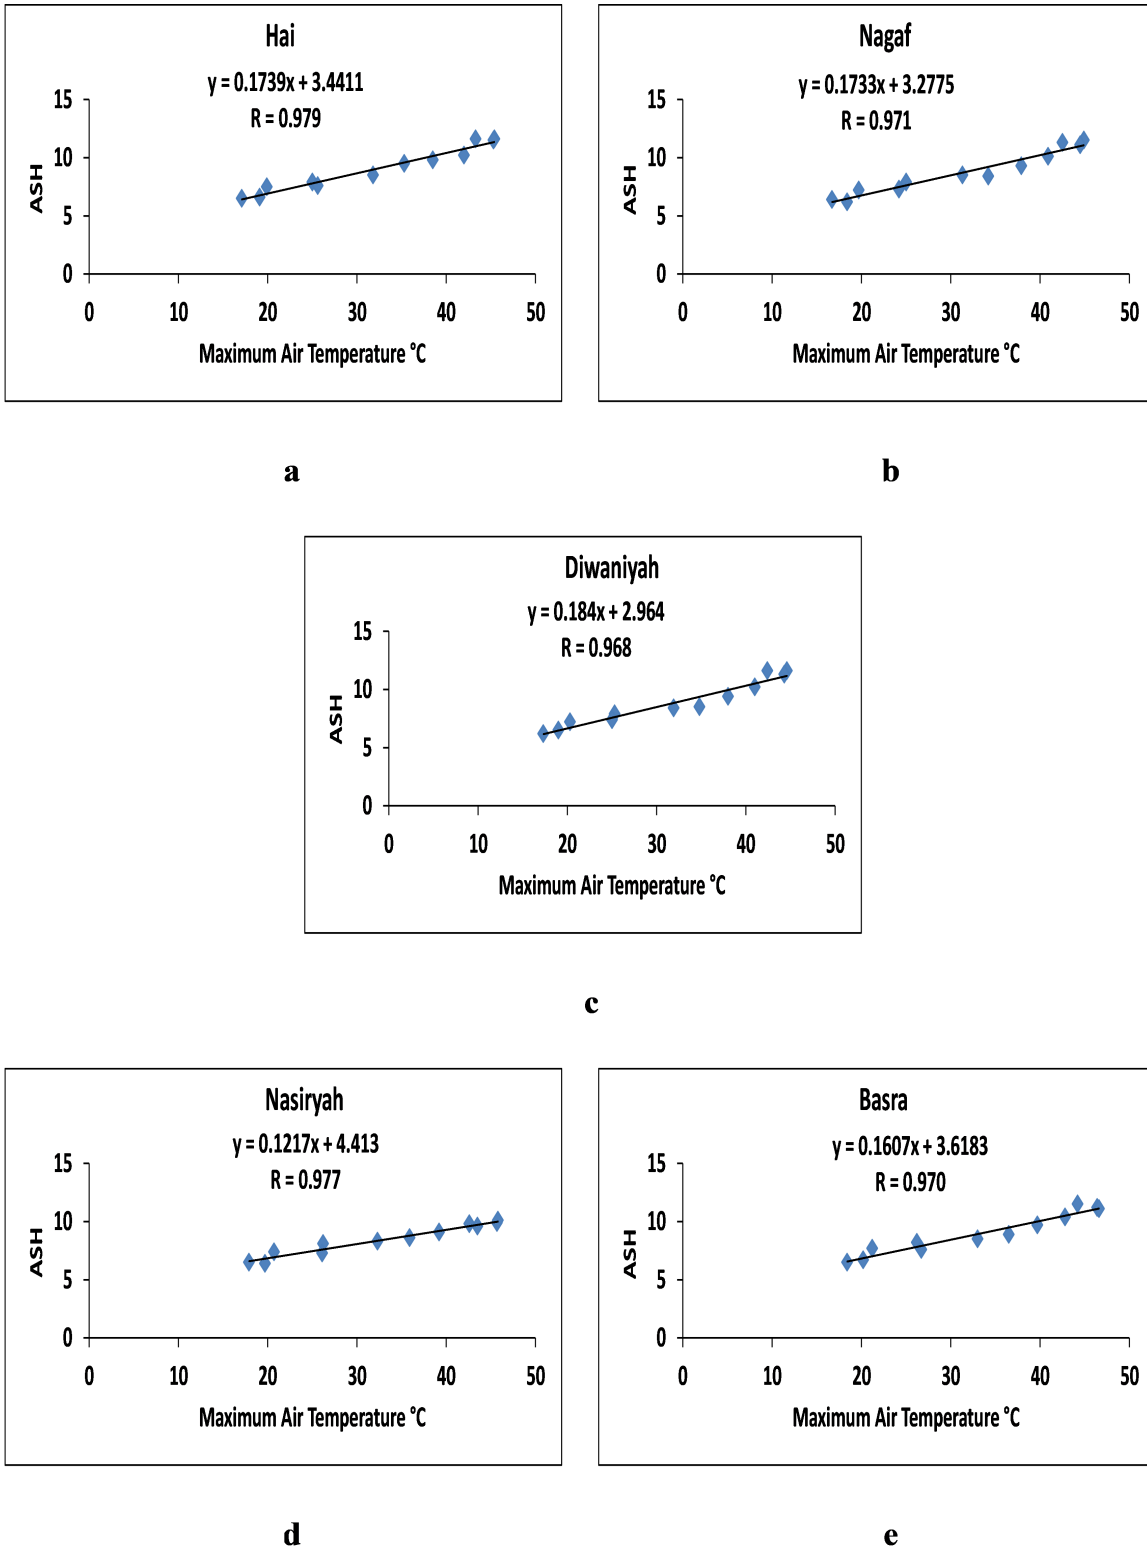 Hai
y = 0.1739x + 3.4411
R = 0.979
15
10
5
0
ASH
0 10 20 30 40 50
Maximum Air Temperature °C
a
Nagaf
y = 0.1733x + 3.2775
R = 0.971
15
10
5
0
ASH
0 10 20 30 40 50
Maximum Air Temperature °C
b
Diwaniyah
y = 0.184x + 2.964
R = 0.968
15
10
5
0
ASH
0 10 20 30 40 50
Maximum Air Temperature °C
c
Nasiryah
y = 0.1217x + 4.413
R = 0.977
15
10
5
0
ASH
0 10 20 30 40 50
Maximum Air Temperature °C
d
Basra
y = 0.1607x + 3.6183
R = 0.970
15
10
5
0
ASH
0 10 20 30 40 50
Maximum Air Temperature °C
e